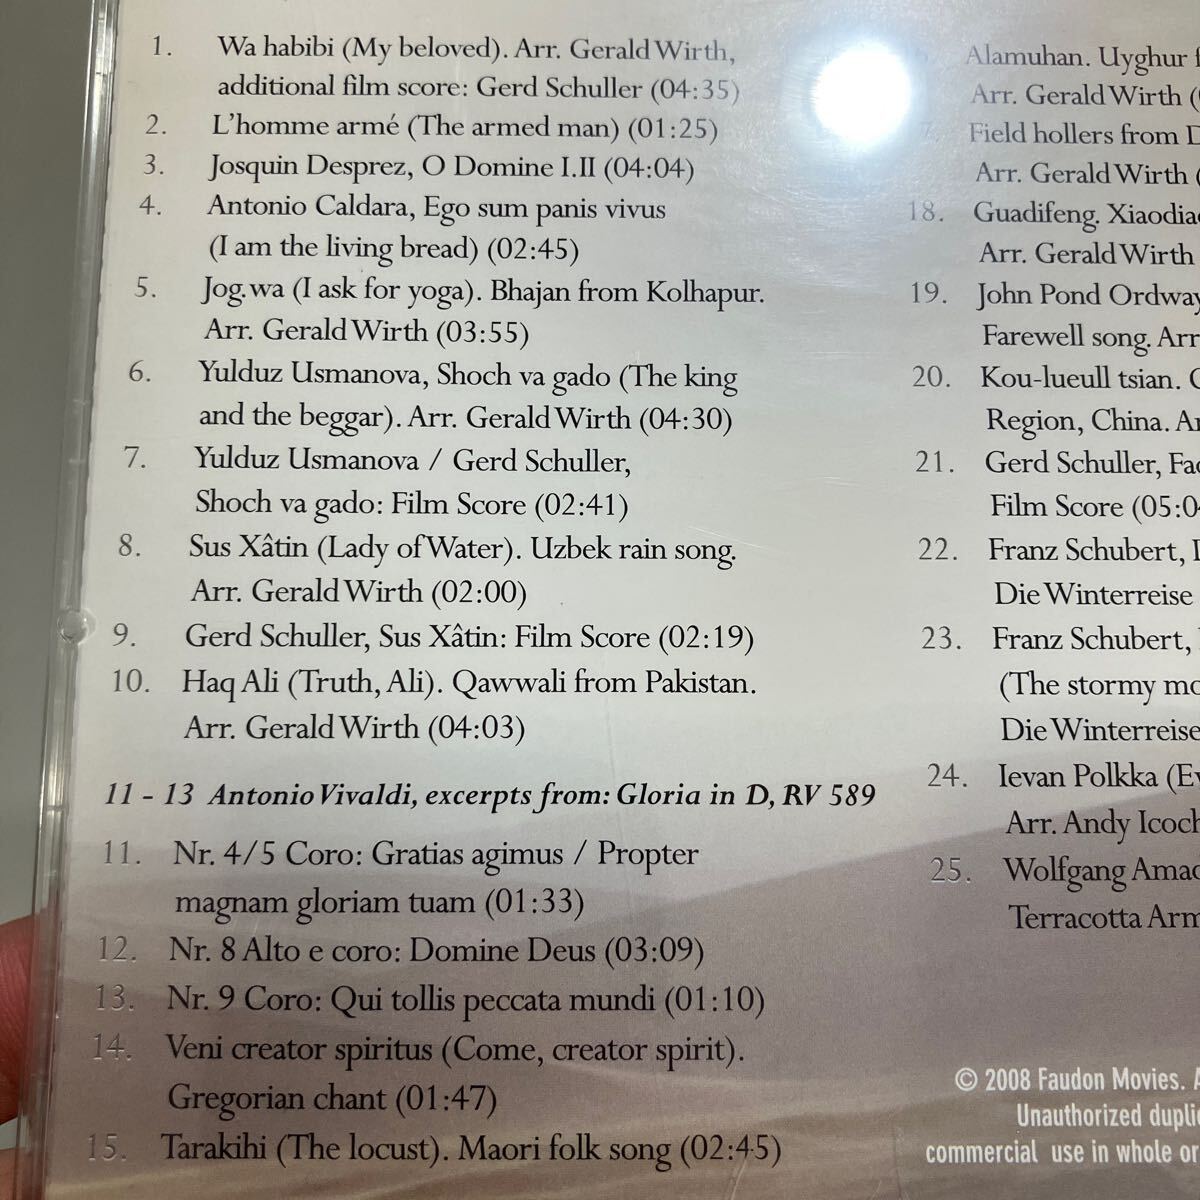 1. Wa habibi (My beloved). Arr. Gerald Wirth,
additional film score: Gerd Schuller (04:35)
2. L'homme armé (The armed man) (01:25)
3. Josquin Desprez, O Domine I.II (04:04)
4. Antonio Caldara, Ego sum panis vivus
(I am the living bread) (02:45)
5. Jog.wa (I ask for yoga). Bhajan from Kolhapur.
Arr. Gerald Wirth (03:55)
6. Yulduz Usmanova, Shoch va gado (The king
and the beggar). Arr. Gerald Wirth (04:30)
7. Yulduz Usmanova / Gerd Schuller,
Shoch va gado: Film Score (02:41)
8. Sus Xâtin (Lady of Water). Uzbek rain song.
Arr. Gerald Wirth (02:00)
9. Gerd Schuller, Sus Xâtin: Film Score (02:19)
10. Haq Ali (Truth, Ali). Qawwali from Pakistan.
Arr. Gerald Wirth (04:03)
11 - 13 Antonio Vivaldi, excerpts from: Gloria in D, RV 589
11. Nr. 4/5 Coro: Gratias agimus / Propter
magnam gloriam tuam (01:33)
12. Nr. 8 Alto e coro: Domine Deus (03:09)
13. Nr. 9 Coro: Qui tollis peccata mundi (01:10)
14. Veni creator spiritus (Come, creator spirit).
Gregorian chant (01:47)
15. Tarakihi (The locust). Maori folk song (02:45)
Alamuhan. Uyghur
Arr. Gerald Wirth
Field hollers from
Arr. Gerald Wirth
18. Guadifeng.
Arr. Gerald Wirth
19. John Pond Ordway
Farewell song. Arr
20. Kou-lueull tsian.
Region, China.
21. Gerd Schuller,
Film Score
22. Franz Schubert,
Die Winterreise
23. Franz Schubert,
(The stormy
Die Winterreise
24. Ievan Polkka
Arr. Andy
25. Wolfgang
Terracotta
© 2008 Faudon Movies.
Unauthorized
commercial use in whole or